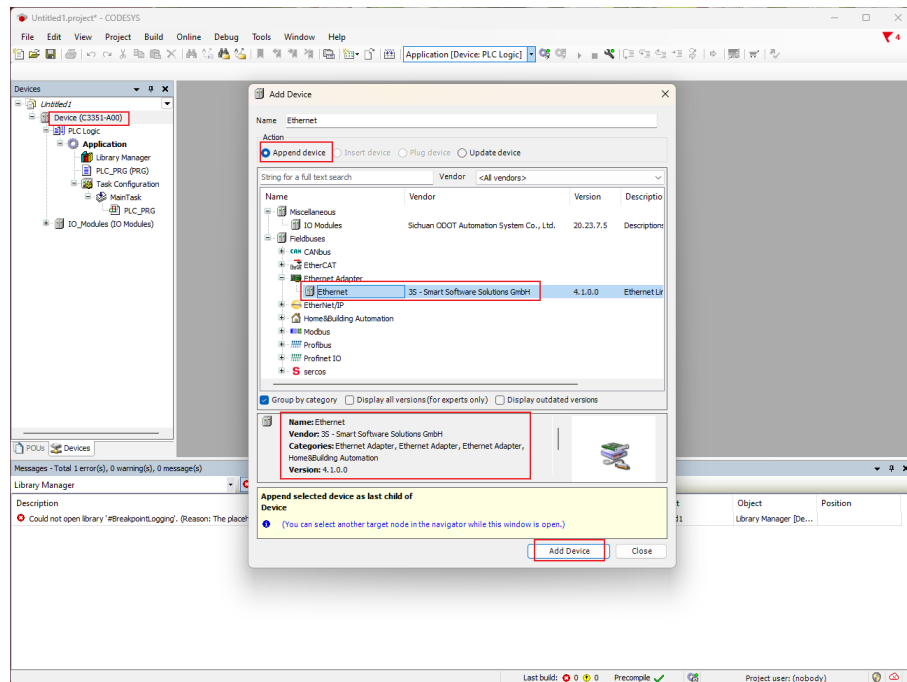 Untitled1.project* - CODESYS
File Edit View Project Build Online Debug Tools Window Help
4
Application [Device: PLC Logic]
Devices
Untitled1
Device (C3351-A00)
PLC Logic
Application
Library Manager
PLC_PRG (PRG)
Task Configuration
MainTask
PLC_PRG
IO_Modules (IO Modules)
POUs Devices
Add Device
Name Ethernet
Action
Append device Insert device Plug device Update device
String for a full text search Vendor <All vendors>
Name Vendor Version Descriptio
Miscellaneous
IO Modules Sichuan ODOT Automation System Co., Ltd. 20.23.7.5 Descriptions
Fieldbuses
CAN CANbus
EtherCAT
Ethernet Adapter
Ethernet 3S - Smart Software Solutions GmbH 4.1.0.0 Ethernet Lir
EtherNet/IP
Home&Building Automation
Modbus
Profibus
Profinet IO
sercos
Group by category Display all versions (for experts only) Display outdated versions
Name: Ethernet
Vendor: 3S - Smart Software Solutions GmbH
Categories: Ethernet Adapter, Ethernet Adapter, Ethernet Adapter,
Home&Building Automation
Version: 4.1.0.0
Append selected device as last child of
Device
(You can select another target node in the navigator while this window is open.)
Add Device Close
Messages - Total 1 error(s), 0 warning(s), 0 message(s)
Library Manager
Description t Object Position
Could not open library '#BreakpointLogging'. (Reason: The placeh d1 Library Manager [De...
Last build: 0 0 Precompile Project user: (nobody)